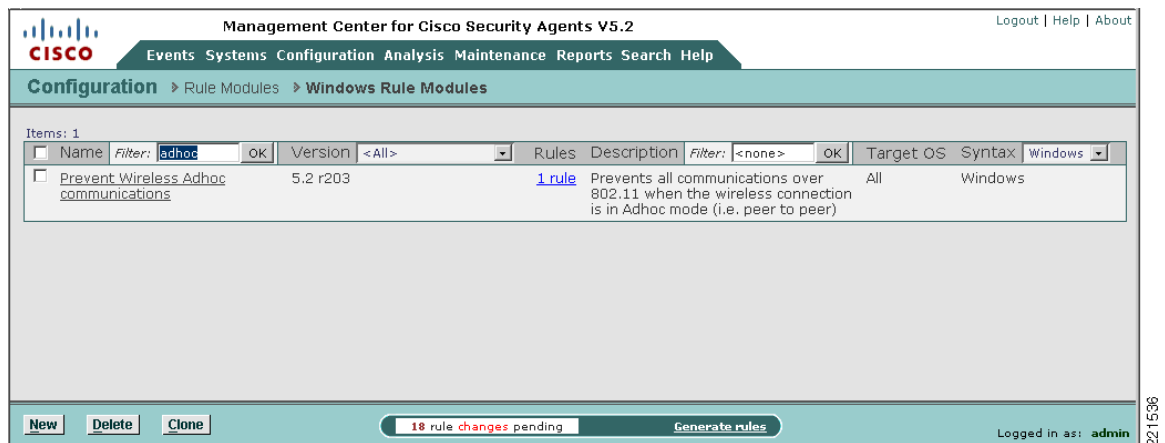 Management Center for Cisco Security Agents V5.2
Logout | Help | About
CISCO
Events Systems Configuration Analysis Maintenance Reports Search Help
Configuration > Rule Modules > Windows Rule Modules
Items: 1
Name Filter: adhoc OK Version <All> Rules Description Filter: <none> OK Target OS Syntax Windows
Prevent Wireless Adhoc 5.2 r203 1 rule Prevents all communications over All Windows
communications 802.11 when the wireless connection
is in Adhoc mode (i.e. peer to peer)
New Delete Clone 18 rule changes pending Generate rules Logged in as: admin
221536